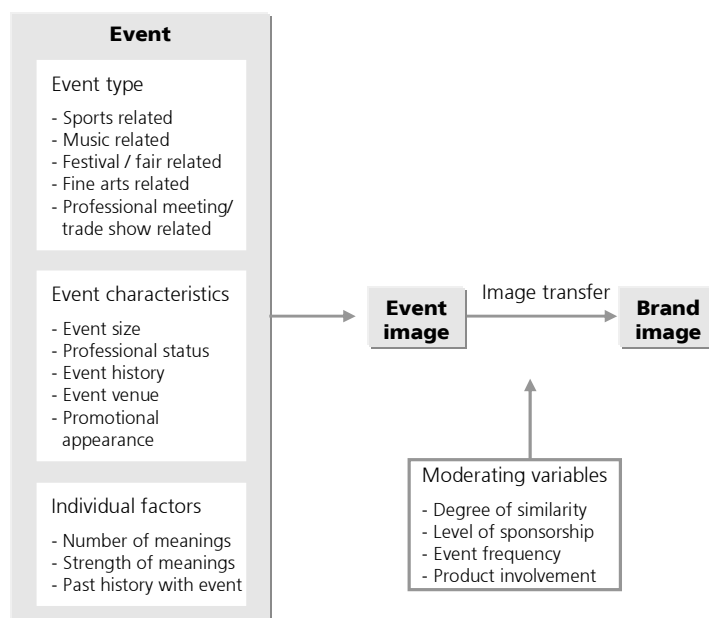 Event
Event type
- Sports related
- Music related
- Festival / fair related
- Fine arts related
- Professional meeting/
trade show related
Event characteristics
- Event size
- Professional status
- Event history
- Event venue
- Promotional
appearance
Individual factors
- Number of meanings
- Strength of meanings
- Past history with event
Event
image
Image transfer
Brand
image
Moderating variables
- Degree of similarity
- Level of sponsorship
- Event frequency
- Product involvement